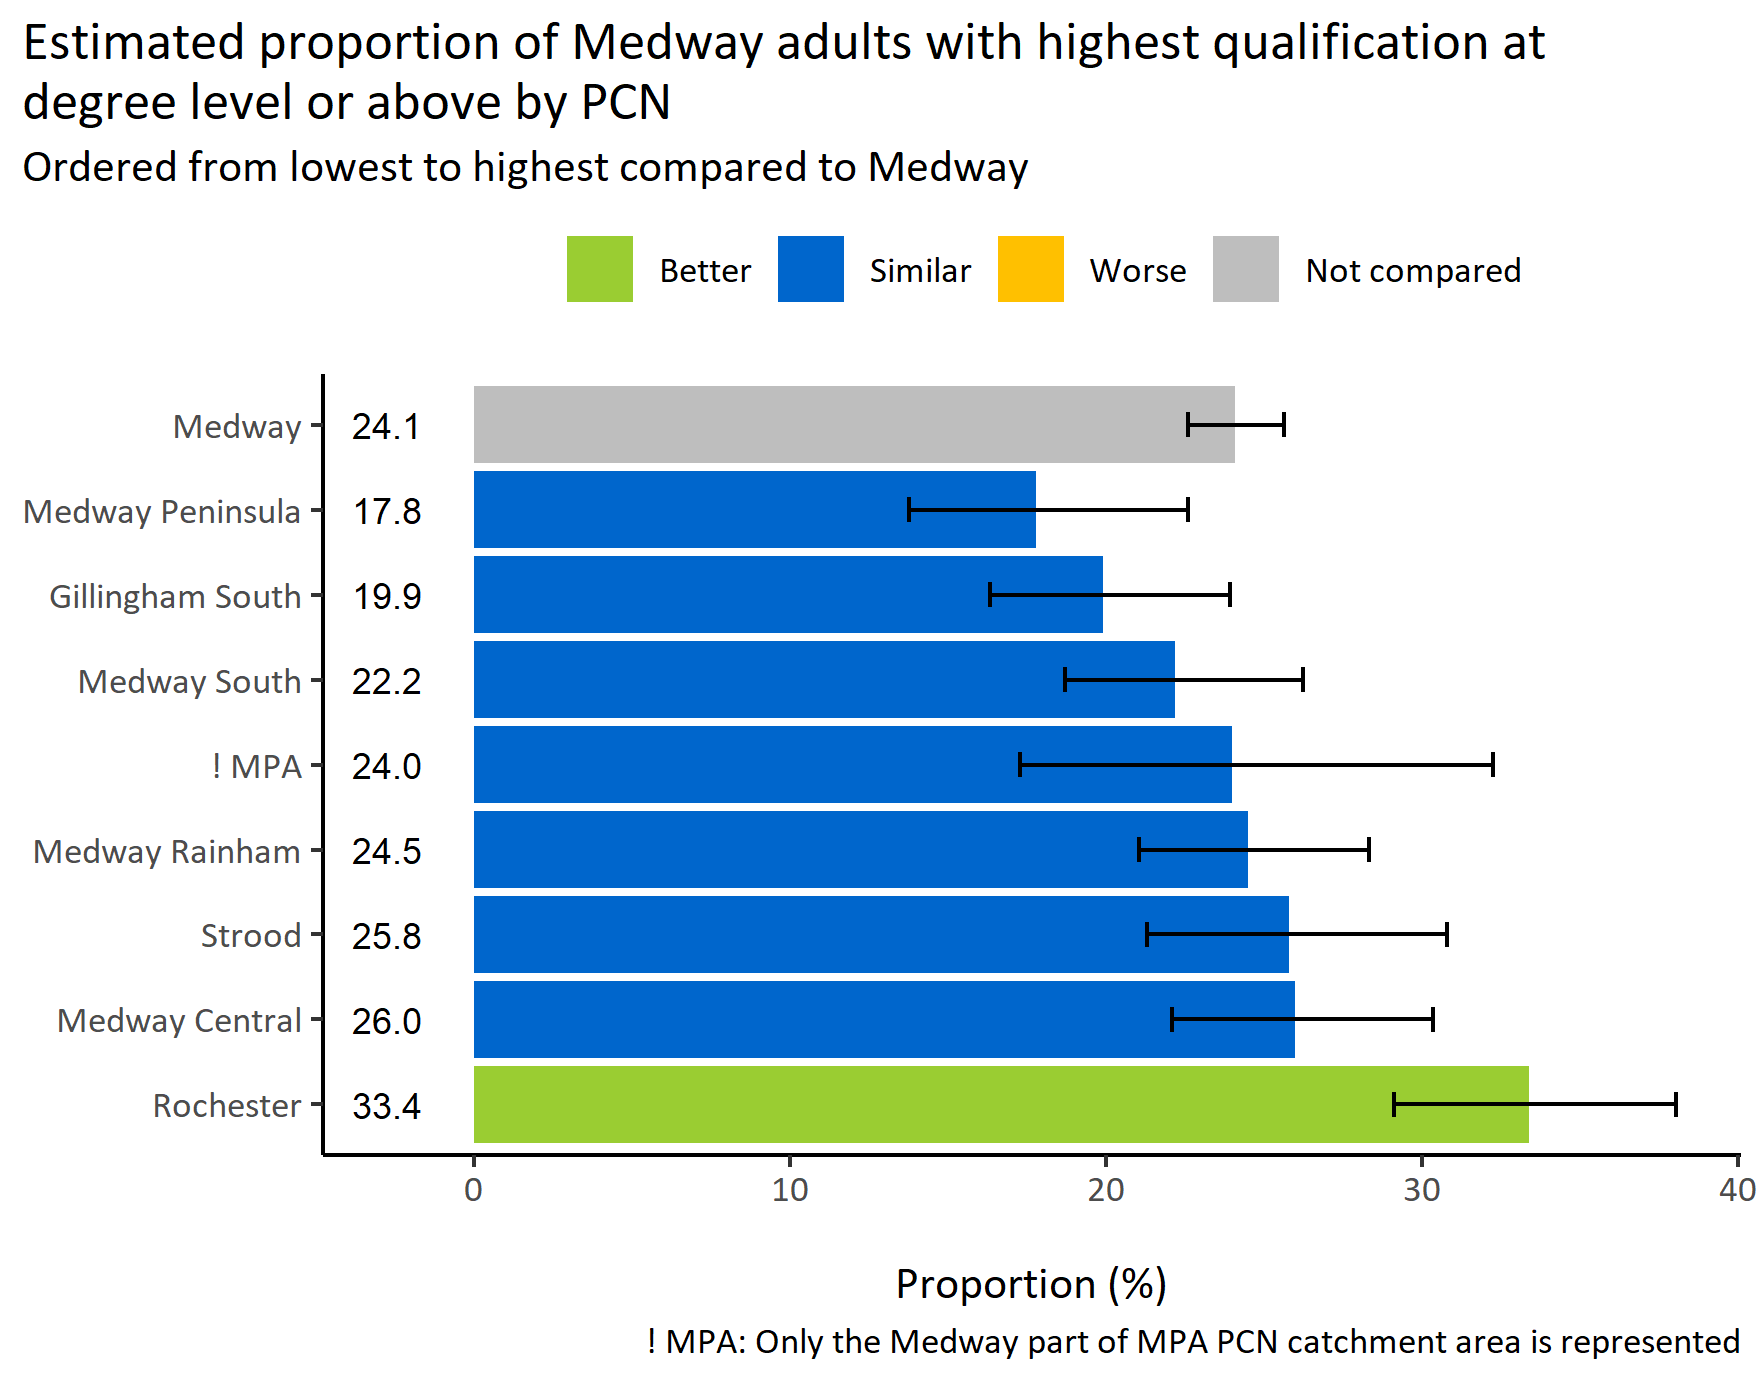 Estimated proportion of Medway adults with highest qualification at
degree level or above by PCN
Ordered from lowest to highest compared to Medway
Better Similar Worse Not compared
Medway 24.1
Medway Peninsula 17.8
Gillingham South 19.9
Medway South 22.2
! MPA 24.0
Medway Rainham 24.5
Strood 25.8
Medway Central 26.0
Rochester 33.4
0 10 20 30 40
Proportion (%)
! MPA: Only the Medway part of MPA PCN catchment area is represented